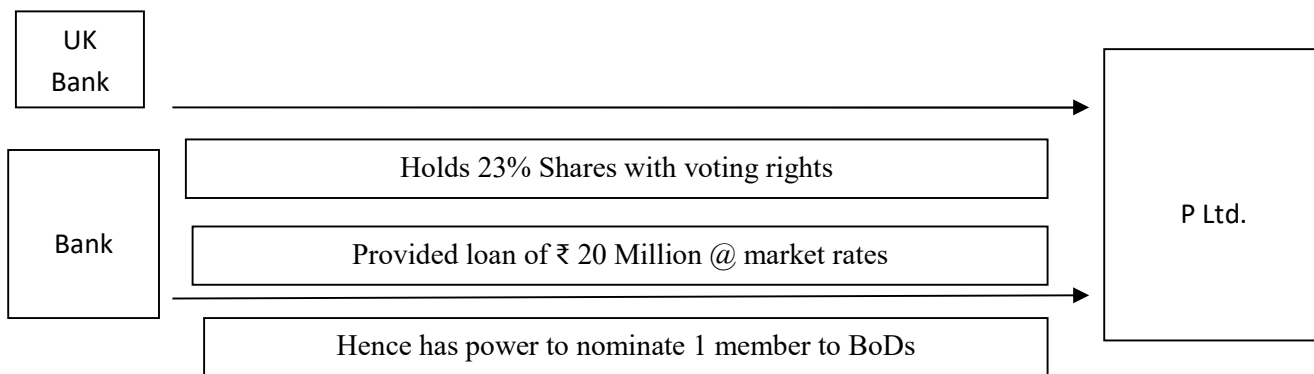 UK
Bank
Holds 23% Shares with voting rights
Bank
Provided loan of ₹ 20 Million @ market rates
P Ltd.
Hence has power to nominate 1 member to BoDs